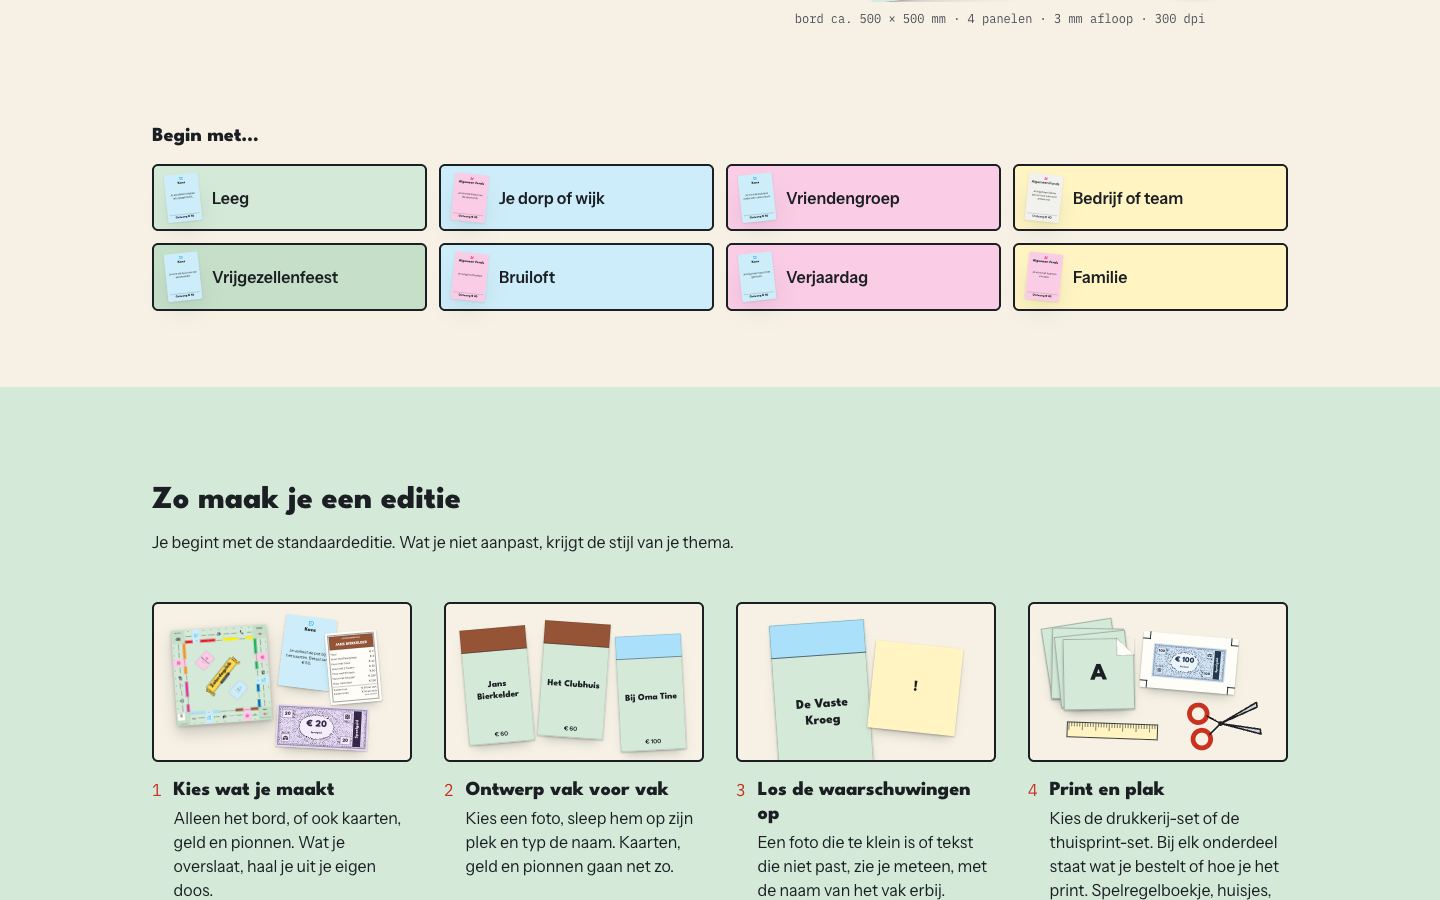 bord ca. 500 × 500 mm · 4 panelen · 3 mm afloop · 300 dpi
Begin met...
Leeg
Je dorp of wijk
Vriendengroep
Bedrijf of team
Vrijgezellenfeest
Bruiloft
Verjaardag
Familie
Zo maak je een editie
Je begint met de standaardeditie. Wat je niet aanpast, krijgt de stijl van je thema.
Kans
JANS BIERKELDER
20
€ 20
20
Jans
Bierkelder
€ 60
Het Clubhuis
€ 60
Bij Oma Tine
€ 100
De Vaste
Kroeg
!
A
€ 100
1 Kies wat je maakt
Alleen het bord, of ook kaarten,
geld en pionnen. Wat je
overslaat, haal je uit je eigen
doos.
2 Ontwerp vak voor vak
Kies een foto, sleep hem op zijn
plek en typ de naam. Kaarten,
geld en pionnen gaan net zo.
3 Los de waarschuwingen
op
Een foto die te klein is of tekst
die niet past, zie je meteen, met
de naam van het vak erbij.
4 Print en plak
Kies de drukkerij-set of de
thuisprint-set. Bij elk onderdeel
staat wat je bestelt of hoe je het
print. Spelregelboekje, huisjes,